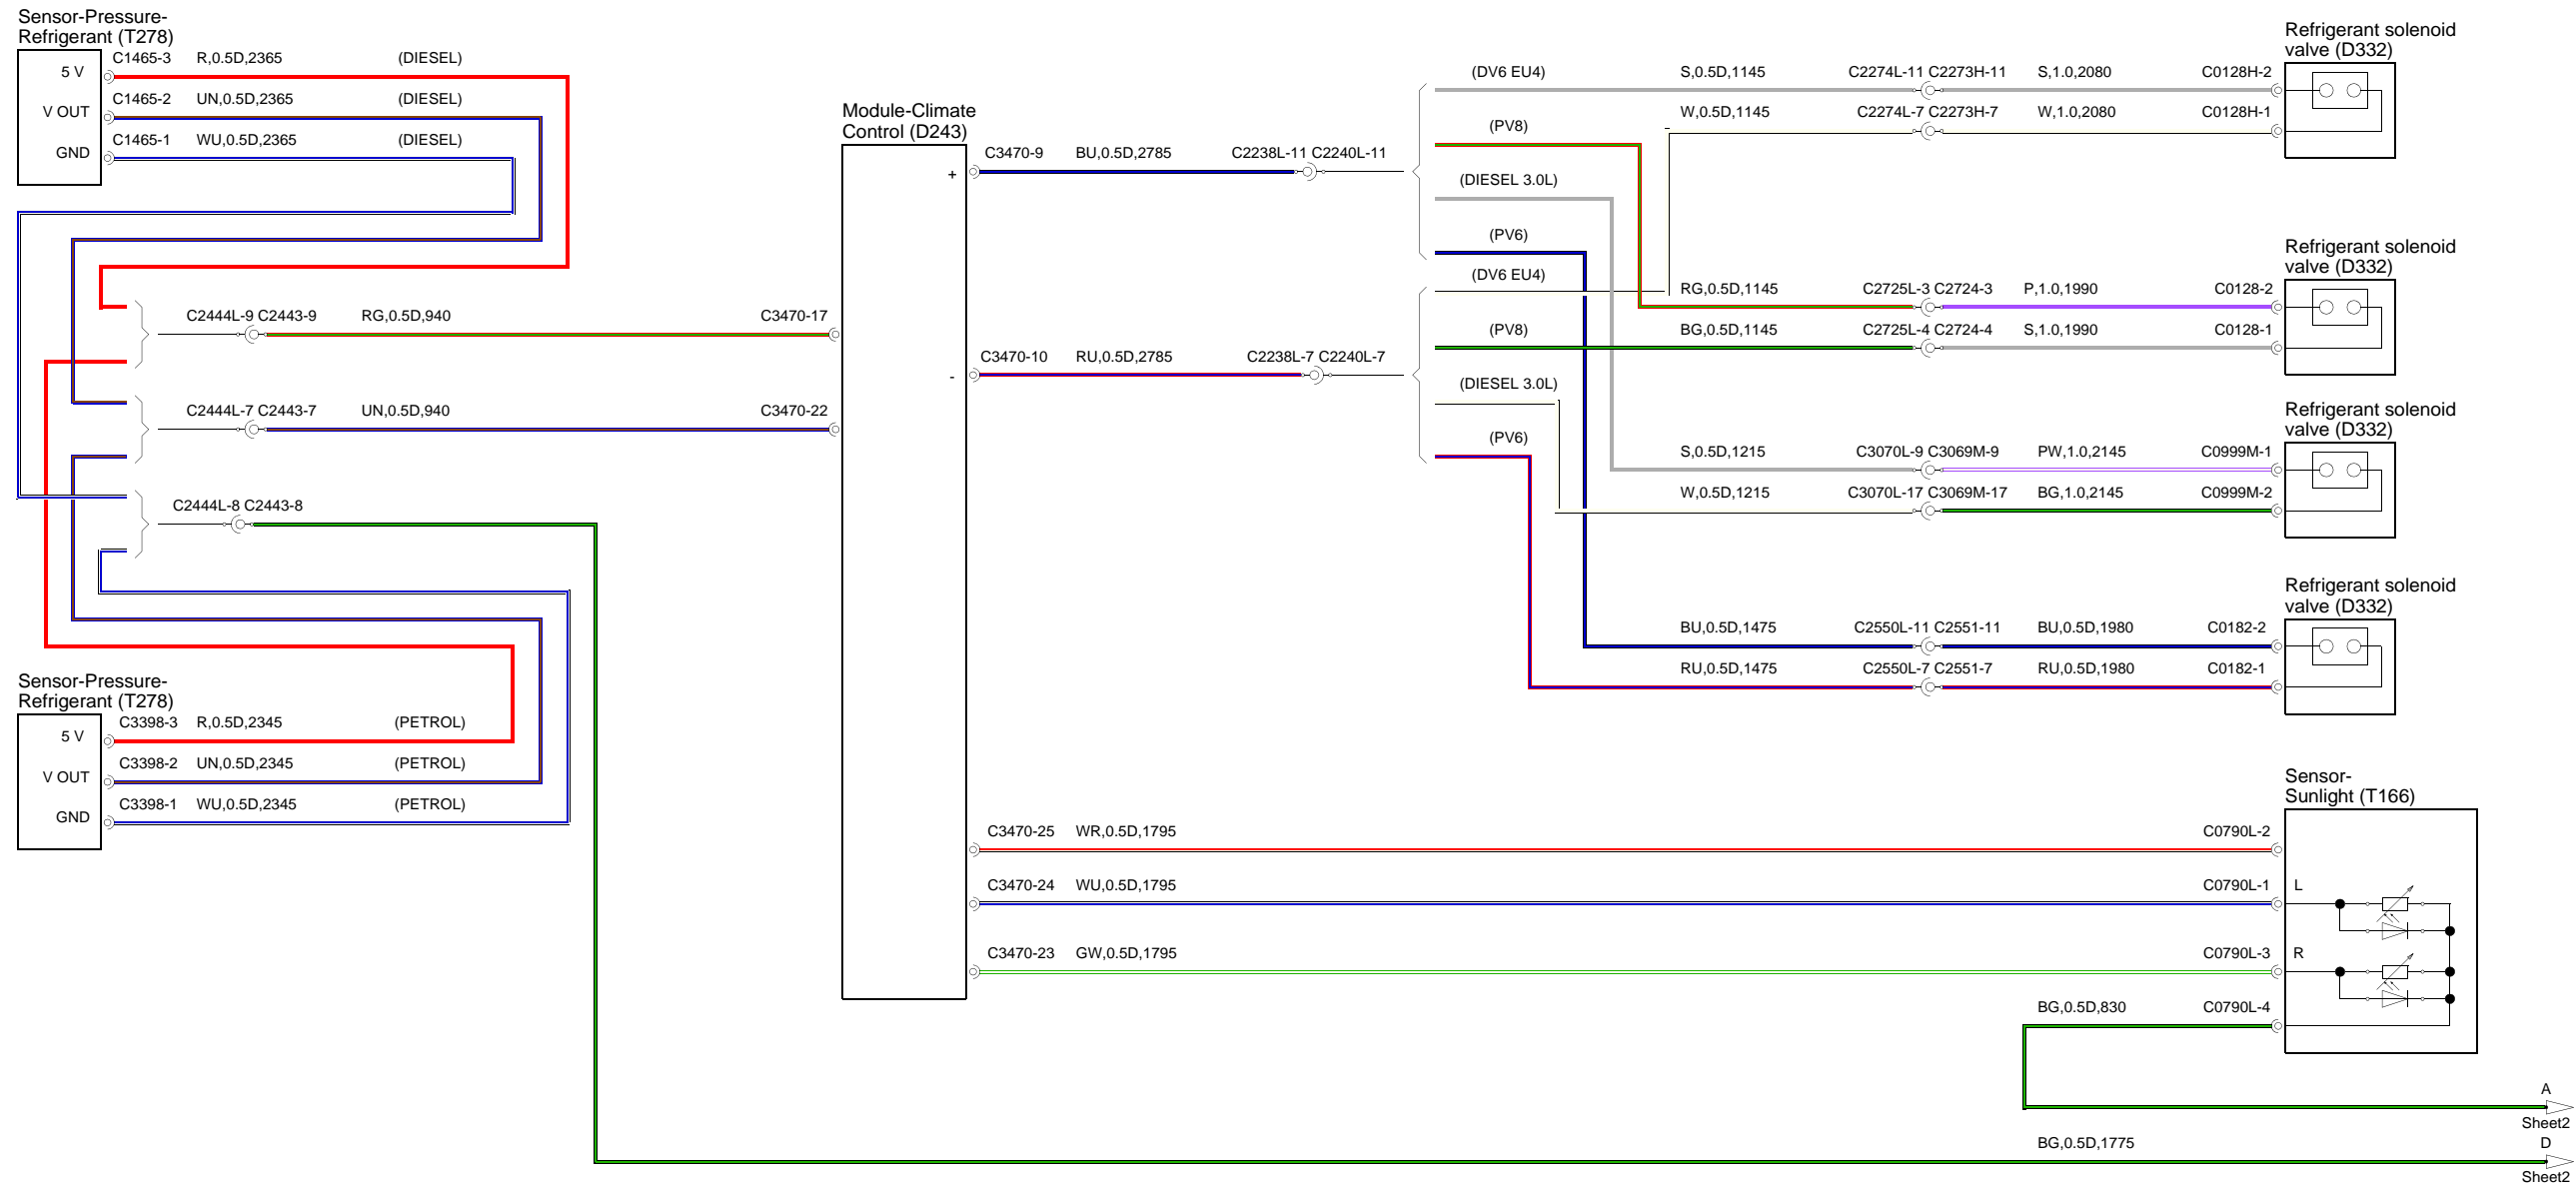 Sensor-Pressure-
Refrigerant (T278)
5 V
C1465-3 R,0.5D,2365 (DIESEL)
V OUT
C1465-2 UN,0.5D,2365 (DIESEL)
GND
C1465-1 WU,0.5D,2365 (DIESEL)
C2444L-9 C2443-9 RG,0.5D,940 C3470-17
C2444L-7 C2443-7 UN,0.5D,940 C3470-22
C2444L-8 C2443-8
Sensor-Pressure-
Refrigerant (T278)
5 V
C3398-3 R,0.5D,2345 (PETROL)
V OUT
C3398-2 UN,0.5D,2345 (PETROL)
GND
C3398-1 WU,0.5D,2345 (PETROL)
Module-Climate
Control (D243)
+
C3470-9 BU,0.5D,2785 C2238L-11 C2240L-11
-
C3470-10 RU,0.5D,2785 C2238L-7 C2240L-7
(DV6 EU4)
(PV8)
(DIESEL 3.0L)
(PV6)
(DV6 EU4)
(PV8)
(DIESEL 3.0L)
(PV6)
S,0.5D,1145 C2274L-11 C2273H-11 S,1.0,2080 C0128H-2
W,0.5D,1145 C2274L-7 C2273H-7 W,1.0,2080 C0128H-1
Refrigerant solenoid
valve (D332)
RG,0.5D,1145 C2725L-3 C2724-3 P,1.0,1990 C0128-2
BG,0.5D,1145 C2725L-4 C2724-4 S,1.0,1990 C0128-1
Refrigerant solenoid
valve (D332)
S,0.5D,1215 C3070L-9 C3069M-9 PW,1.0,2145 C0999M-1
W,0.5D,1215 C3070L-17 C3069M-17 BG,1.0,2145 C0999M-2
Refrigerant solenoid
valve (D332)
BU,0.5D,1475 C2550L-11 C2551-11 BU,0.5D,1980 C0182-2
RU,0.5D,1475 C2550L-7 C2551-7 RU,0.5D,1980 C0182-1
Refrigerant solenoid
valve (D332)
Sensor-
Sunlight (T166)
C3470-25 WR,0.5D,1795 C0790L-2
C3470-24 WU,0.5D,1795 C0790L-1 L
C3470-23 GW,0.5D,1795 C0790L-3 R
BG,0.5D,830 C0790L-4
A
Sheet2
BG,0.5D,1775 D
Sheet2